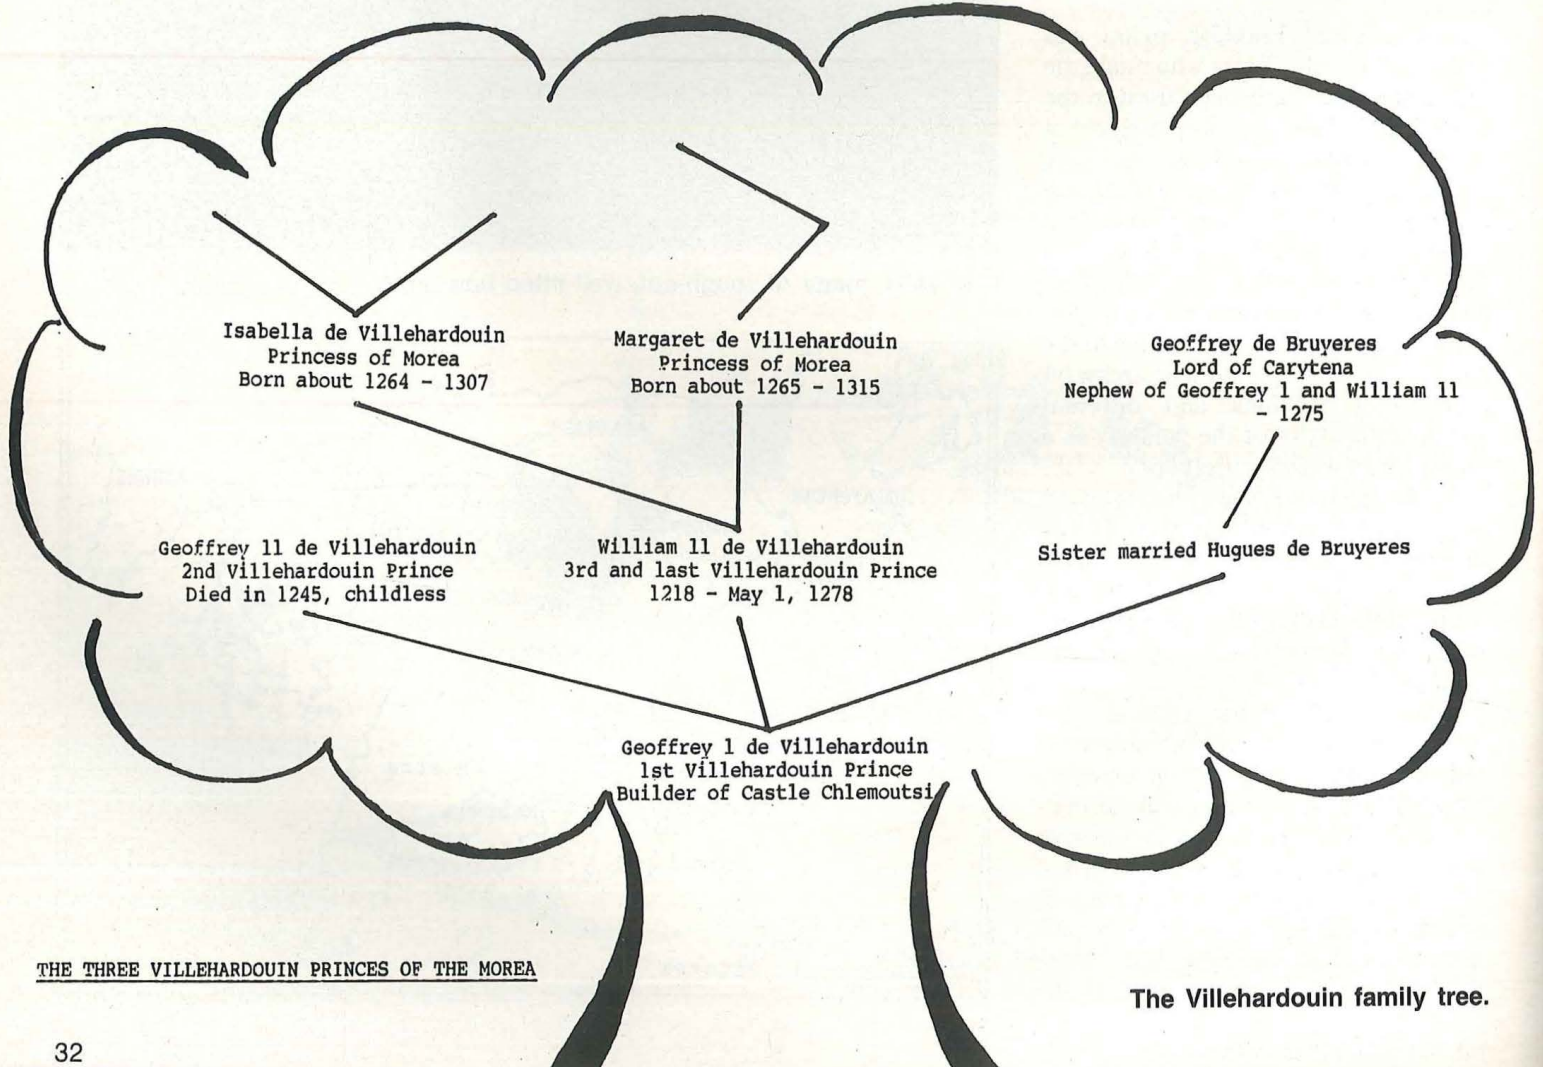 Isabella de Villehardouin
Princess of Morea
Born about 1264 - 1307
Margaret de Villehardouin
Princess of Morea
Born about 1265 - 1315
Geoffrey de Bruyeres
Lord of Carytena
Nephew of Geoffrey 1 and William 11
- 1275
Geoffrey 11 de Villehardouin
2nd Villehardouin Prince
Died in 1245, childless
William 11 de Villehardouin
3rd and last Villehardouin Prince
1218 - May 1, 1278
Sister married Hugues de Bruyeres
Geoffrey 1 de Villehardouin
1st Villehardouin Prince
Builder of Castle Chlemoutsi
THE THREE VILLEHARDOUIN PRINCES OF THE MOREA
The Villehardouin family tree.
32